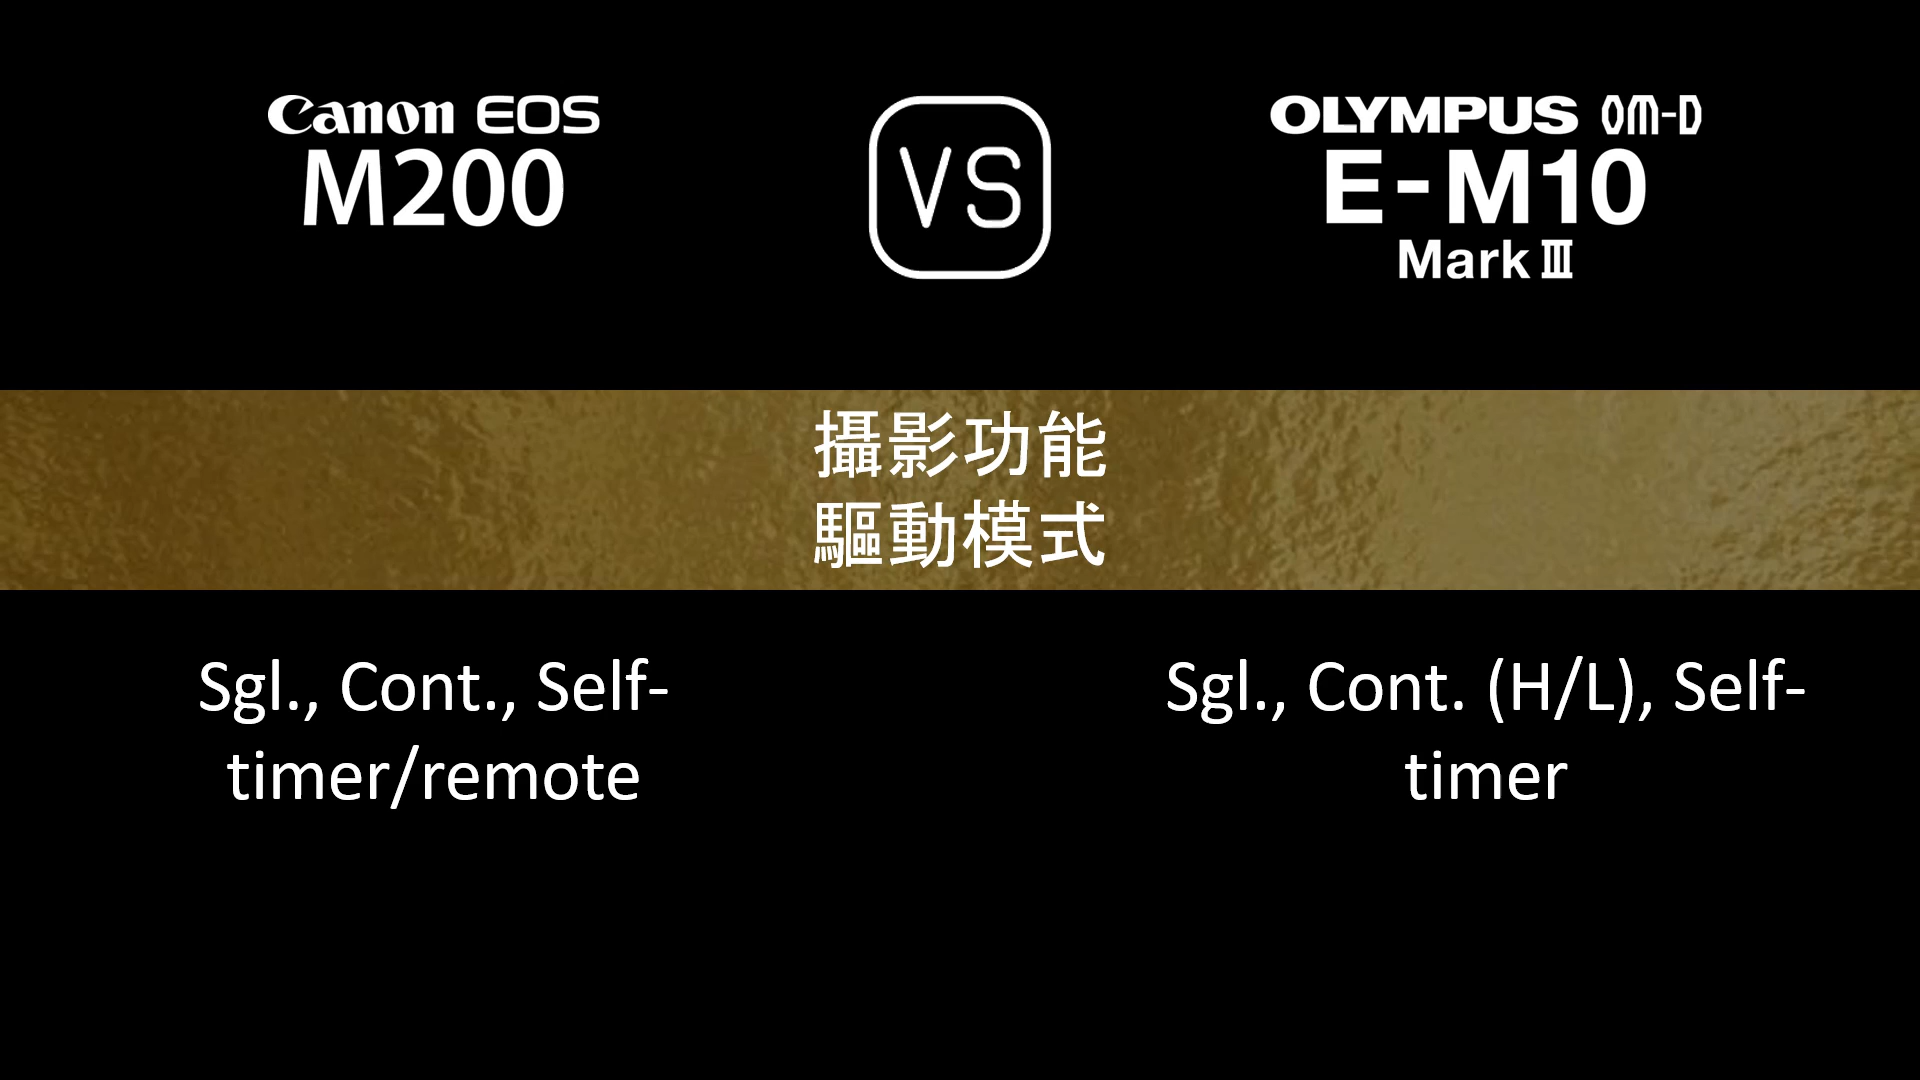 Canon EOS
M200
VS
OLYMPUS OM-D
E-M10
Mark III
攝影功能
驅動模式
Sgl., Cont., Self-
timer/remote
Sgl., Cont. (H/L), Self-
timer